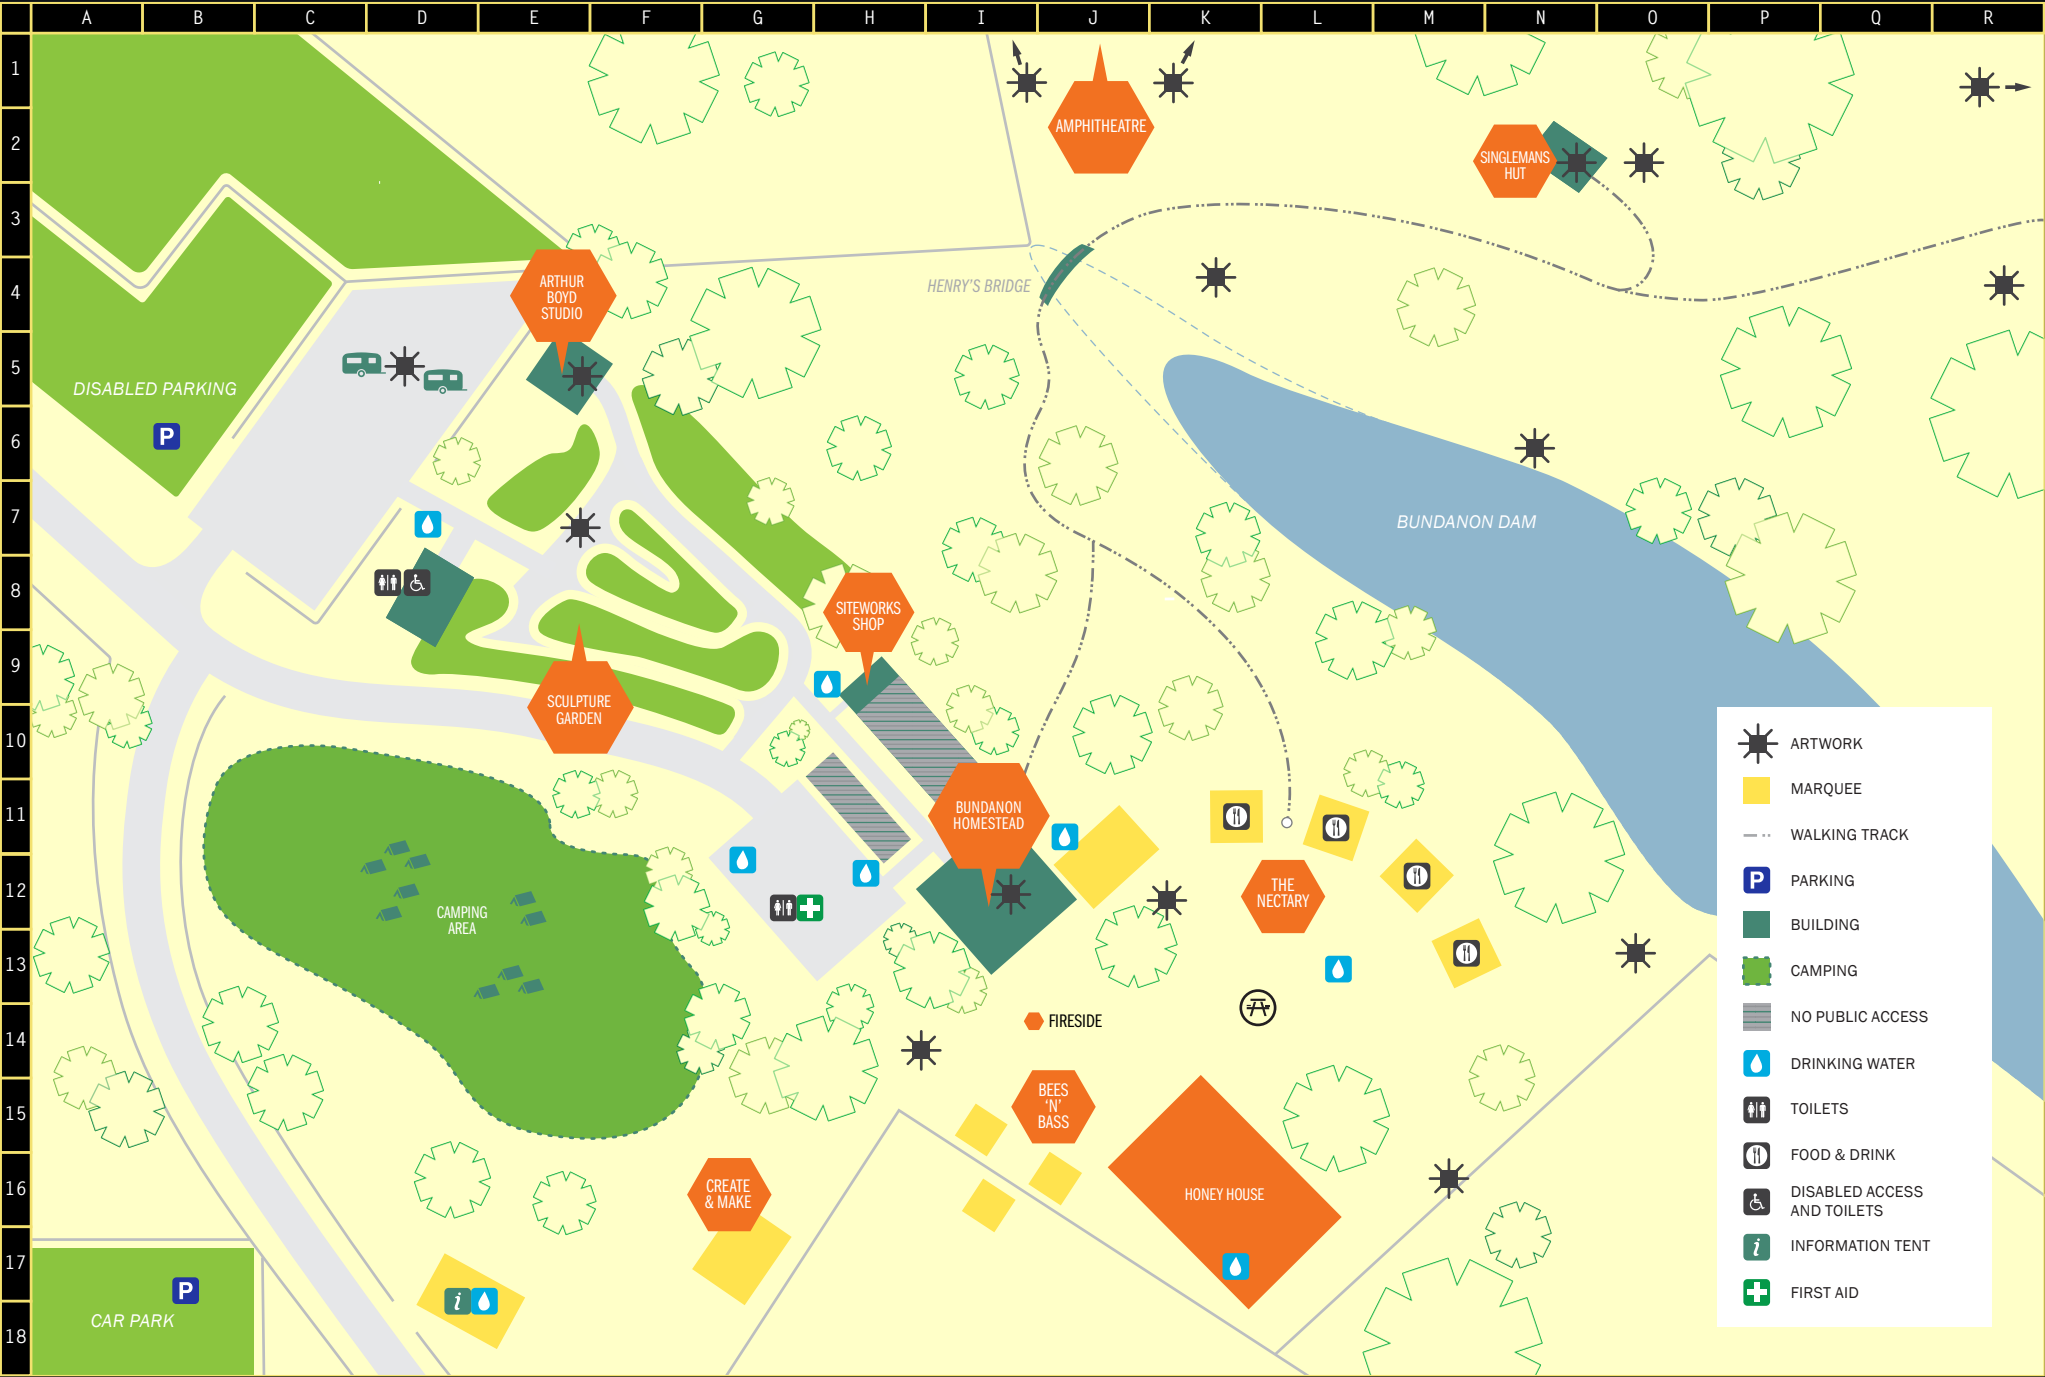 A B C D E F G H I J K L M N O P Q R
1
2
3
4
5
6
7
8
9
10
11
12
13
14
15
16
17
18
AMPHITHEATRE
SINGLEMANS
HUT
ARTHUR
BOYD
STUDIO
HENRY'S BRIDGE
DISABLED PARKING
P
BUNDANON DAM
SITEWORKS
SHOP
SCULPTURE
GARDEN
BUNDANON
HOMESTEAD
THE
NECTARY
CAMPING
AREA
FIRESIDE
BEES
'N'
BASS
CREATE
& MAKE
HONEY HOUSE
P
CAR PARK
i
ARTWORK
MARQUEE
WALKING TRACK
P PARKING
BUILDING
CAMPING
NO PUBLIC ACCESS
DRINKING WATER
TOILETS
FOOD & DRINK
DISABLED ACCESS
AND TOILETS
i INFORMATION TENT
FIRST AID